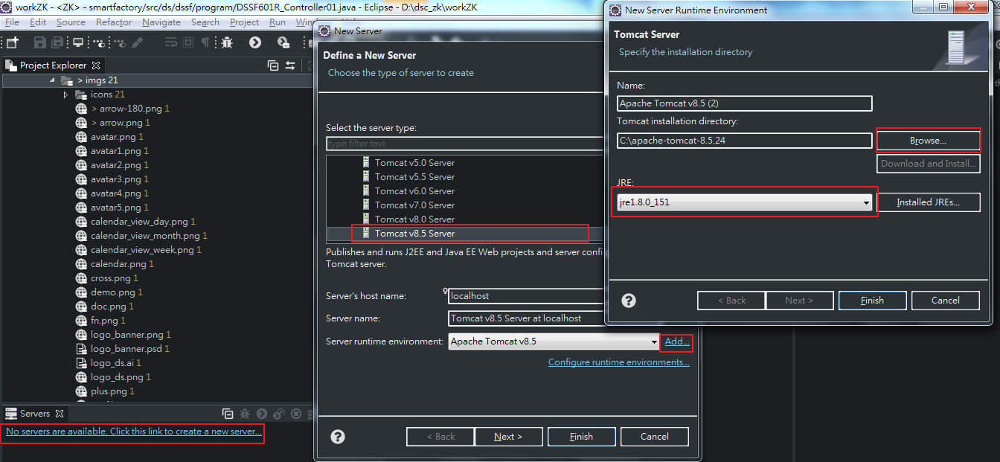 workZK - <ZK> - smartfactory/src/ds/dssf/program/DSSF601R_Controller01.java - Eclipse - D:\dsc_zk\workZK
File Edit Source Refactor Navigate Search Project Run
Project Explorer
> imgs 21
icons 21
> arrow-180.png 1
> arrow.png 1
avatar.png 1
avatar1.png 1
avatar2.png 1
avatar3.png 1
avatar4.png 1
avatar5.png 1
calendar_view_day.png 1
calendar_view_month.png 1
calendar_view_week.png 1
calendar.png 1
cross.png 1
demo.png 1
doc.png 1
fn.png 1
logo_banner.png 1
logo_banner.psd 1
logo_ds.ai 1
logo_ds.png 1
plus.png 1
Servers
No servers are available. Click this link to create a new server...
New Server
Define a New Server
Choose the type of server to create
Select the server type:
type filter text
Tomcat v5.0 Server
Tomcat v5.5 Server
Tomcat v6.0 Server
Tomcat v7.0 Server
Tomcat v8.0 Server
Tomcat v8.5 Server
Publishes and runs J2EE and Java EE Web projects and server confi
Tomcat server.
Server's host name: localhost
Server name: Tomcat v8.5 Server at localhost
Server runtime environment: Apache Tomcat v8.5 Add...
Configure runtime environments...
< Back Next > Finish Cancel
New Server Runtime Environment
Tomcat Server
Specify the installation directory
Name:
Apache Tomcat v8.5 (2)
Tomcat installation directory:
C:\apache-tomcat-8.5.24 Browse...
Download and Install...
JRE:
jre1.8.0_151 Installed JREs...
< Back Next > Finish Cancel